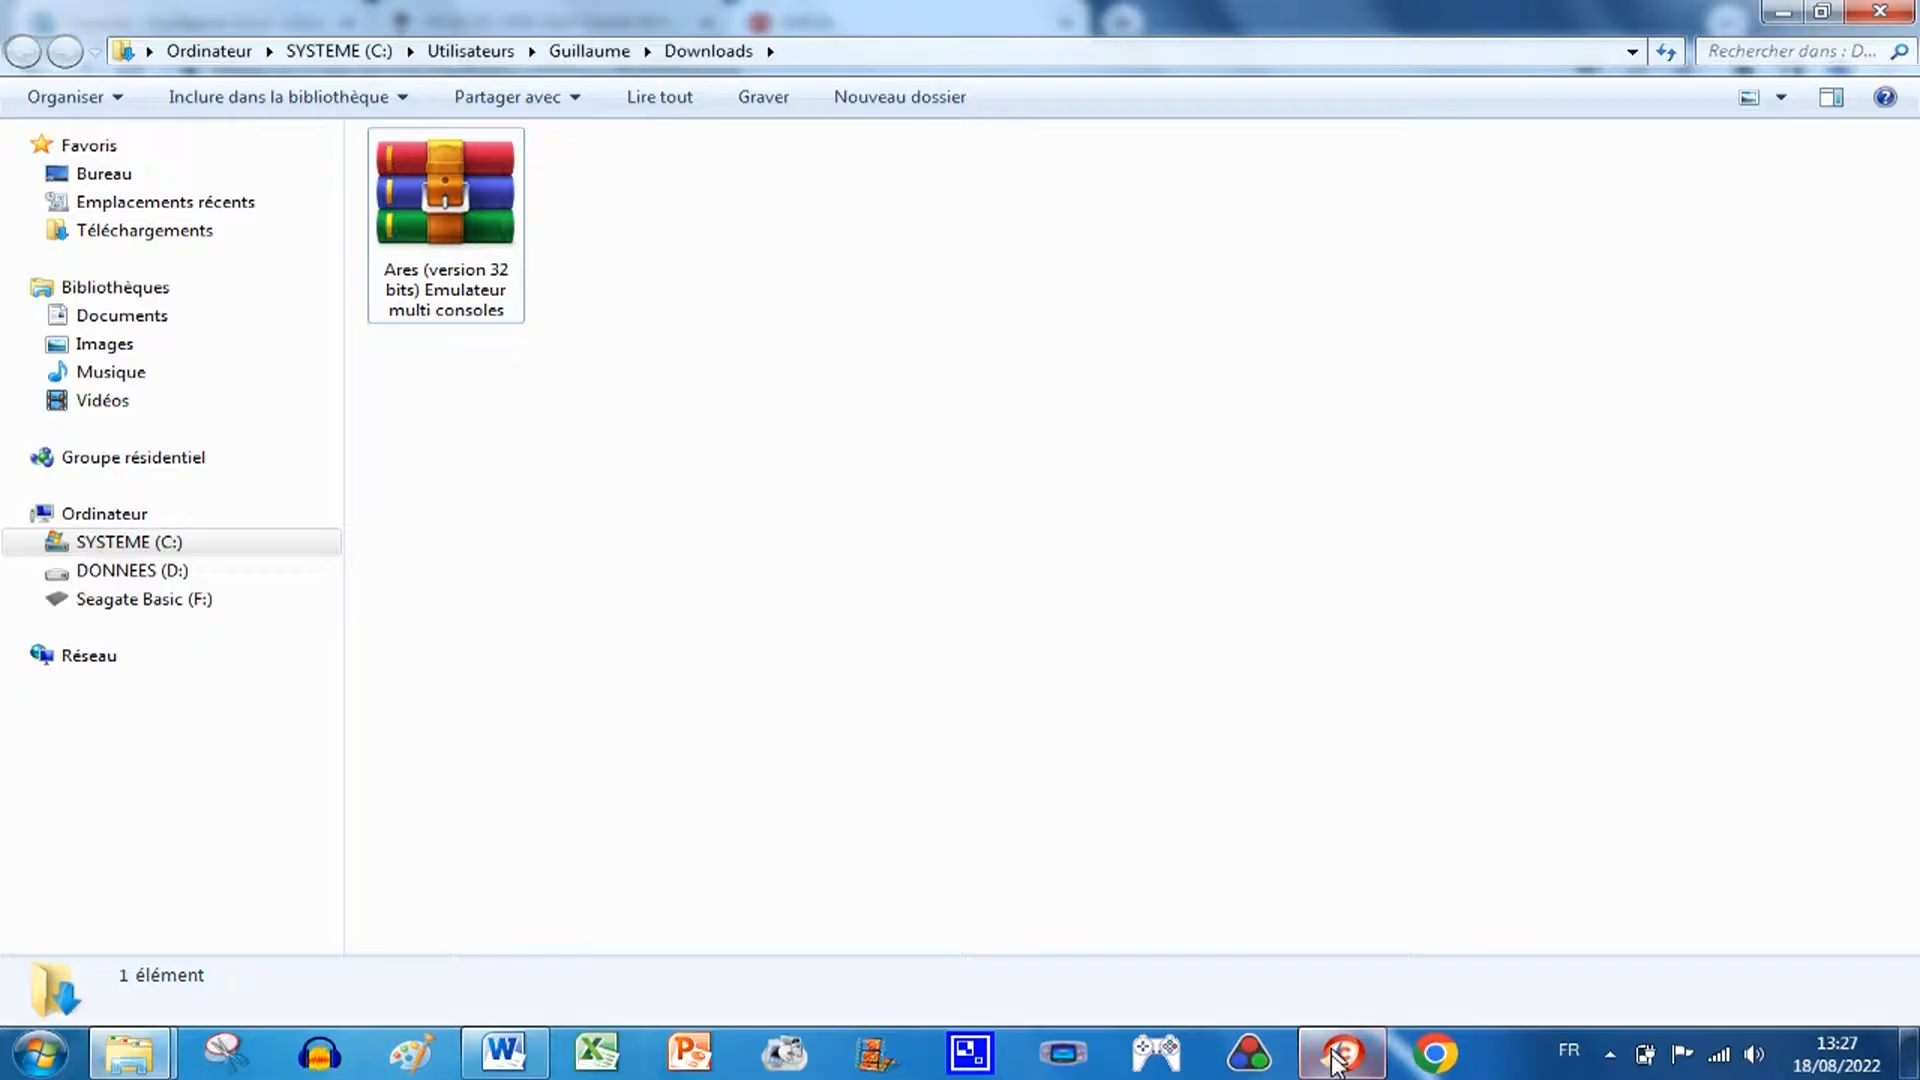 Ordinateur SYSTEME (C:) Utilisateurs Guillaume Downloads
Rechercher dans : D...
Organiser Inclure dans la bibliothèque Partager avec Lire tout Graver Nouveau dossier
Favoris
Bureau
Emplacements récents
Téléchargements
Bibliothèques
Documents
Images
Musique
Vidéos
Groupe résidentiel
Ordinateur
SYSTEME (C:)
DONNEES (D:)
Seagate Basic (F:)
Réseau
Ares (version 32
bits) Emulateur
multi consoles
1 élément
FR
13:27
18/08/2022